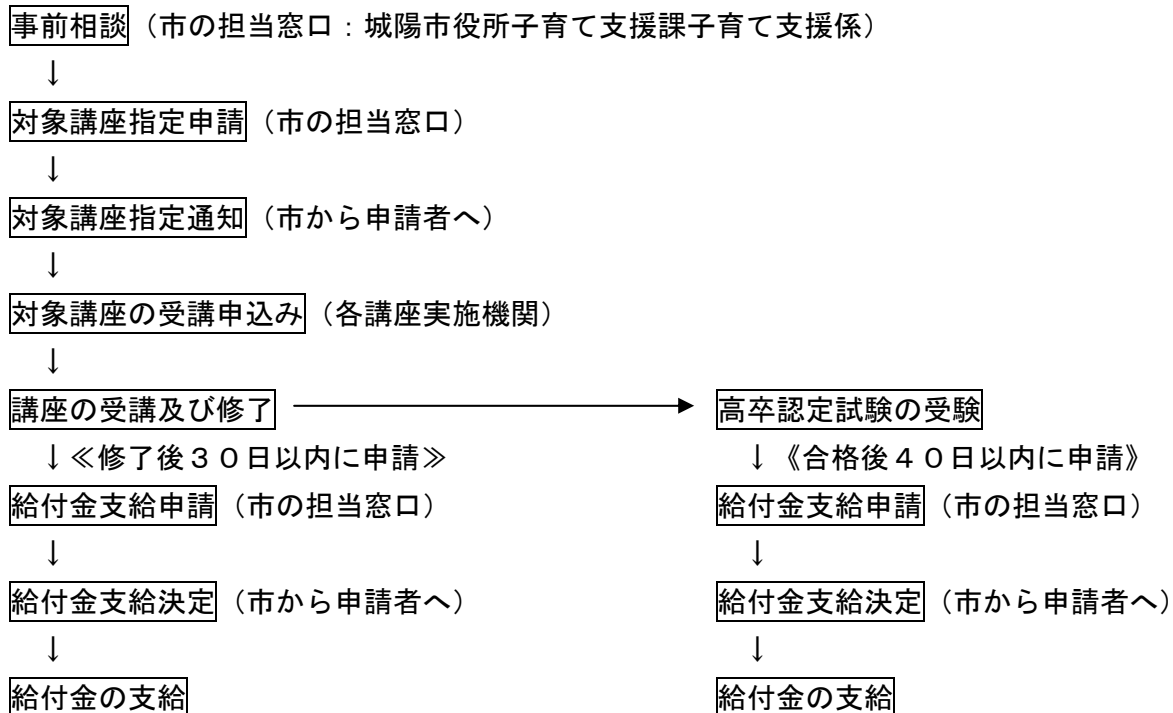 事前相談（市の担当窓口：城陽市役所子育て支援課子育て支援係）
↓
対象講座指定申請（市の担当窓口）
↓
対象講座指定通知（市から申請者へ）
↓
対象講座の受講申込み（各講座実施機関）
↓
講座の受講及び修了 → 高卒認定試験の受験
↓≪修了後３０日以内に申請≫ ↓《合格後４０日以内に申請》
給付金支給申請（市の担当窓口） 給付金支給申請（市の担当窓口）
↓ ↓
給付金支給決定（市から申請者へ） 給付金支給決定（市から申請者へ）
↓ ↓
給付金の支給 給付金の支給